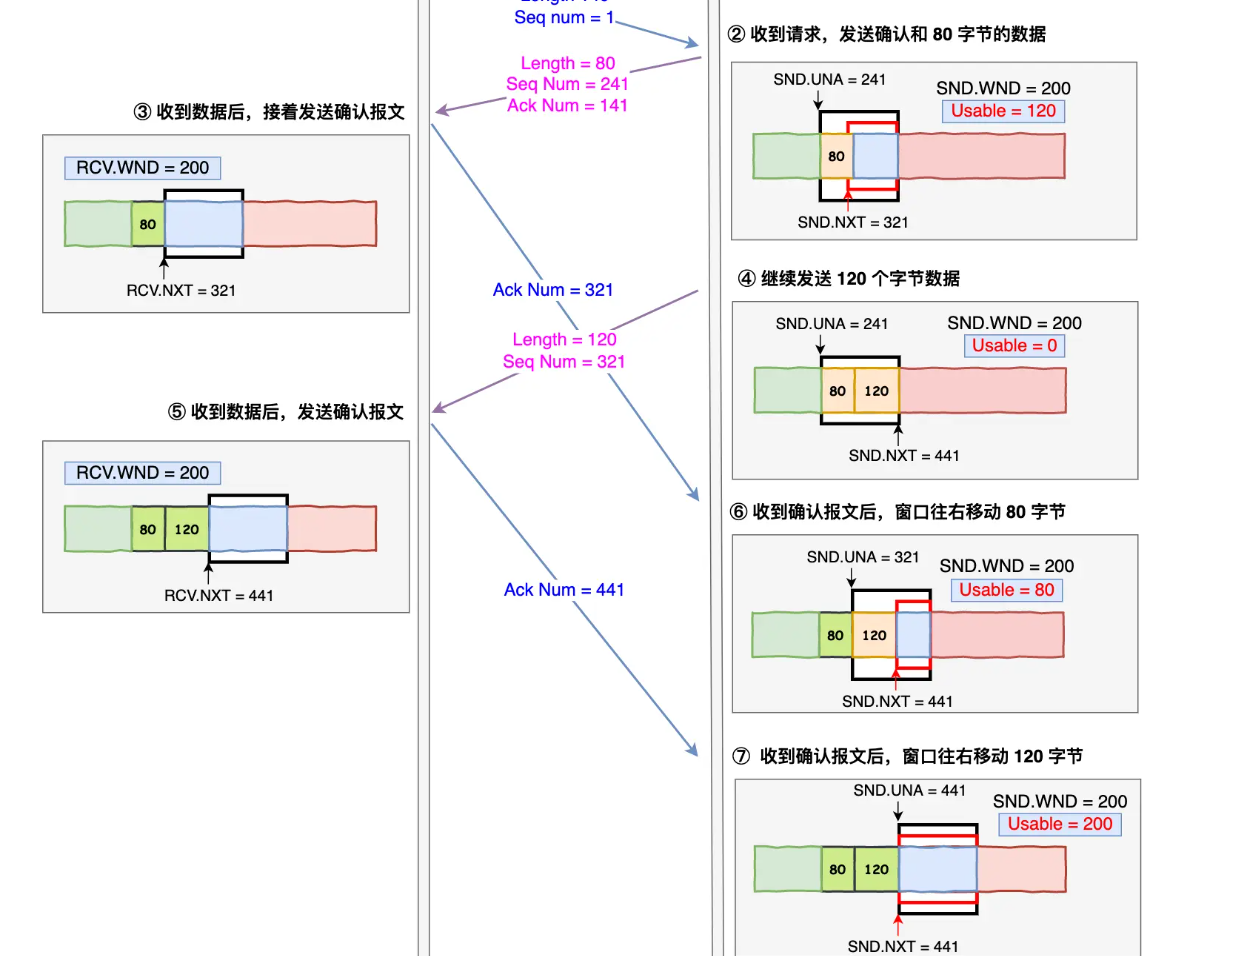 Seq num = 1
② 收到请求，发送确认和 80 字节的数据
Length = 80
Seq Num = 241
Ack Num = 141
SND.UNA = 241
SND.WND = 200
Usable = 120
80
SND.NXT = 321
③ 收到数据后，接着发送确认报文
RCV.WND = 200
80
RCV.NXT = 321
Ack Num = 321
④ 继续发送 120 个字节数据
SND.UNA = 241
SND.WND = 200
Usable = 0
80
120
SND.NXT = 441
Length = 120
Seq Num = 321
⑤ 收到数据后，发送确认报文
RCV.WND = 200
80
120
RCV.NXT = 441
⑥ 收到确认报文后，窗口往右移动 80 字节
SND.UNA = 321
SND.WND = 200
Usable = 80
80
120
SND.NXT = 441
Ack Num = 441
⑦ 收到确认报文后，窗口往右移动 120 字节
SND.UNA = 441
SND.WND = 200
Usable = 200
80
120
SND.NXT = 441